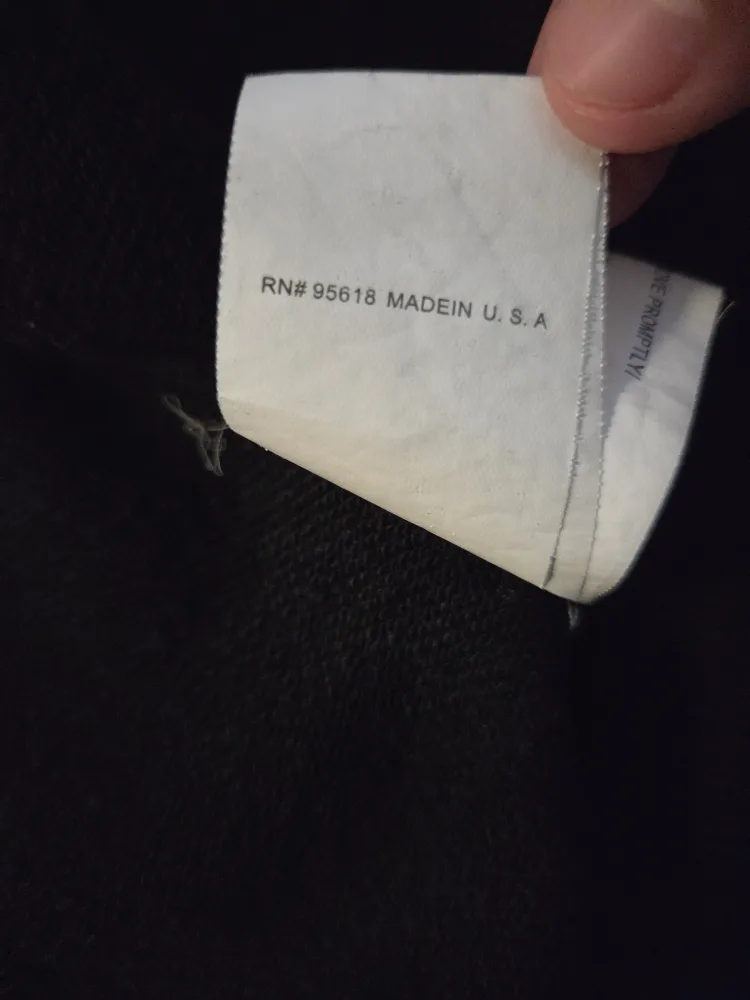 RN# 95618 MADEIN U. S. A
PROMPTLY/